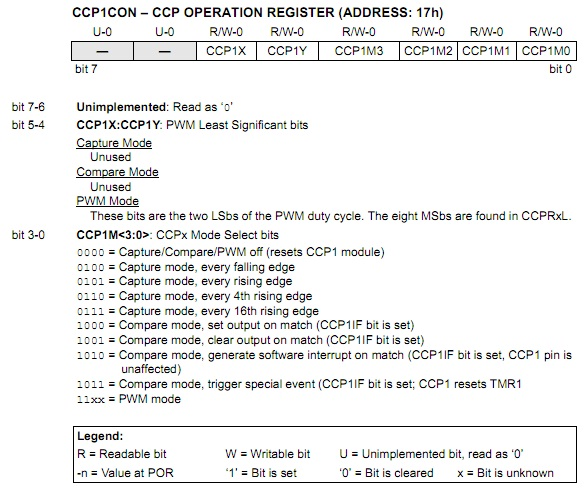 CCP1CON – CCP OPERATION REGISTER (ADDRESS: 17h)
U-0 U-0 R/W-0 R/W-0 R/W-0 R/W-0 R/W-0 R/W-0
— — CCP1X CCP1Y CCP1M3 CCP1M2 CCP1M1 CCP1M0
bit 7 bit 0
bit 7-6 Unimplemented: Read as ‘0’
bit 5-4 CCP1X:CCP1Y: PWM Least Significant bits
Capture Mode
Unused
Compare Mode
Unused
PWM Mode
These bits are the two LSbs of the PWM duty cycle. The eight MSbs are found in CCPRxL.
bit 3-0 CCP1M<3:0>: CCPx Mode Select bits
0000 = Capture/Compare/PWM off (resets CCP1 module)
0100 = Capture mode, every falling edge
0101 = Capture mode, every rising edge
0110 = Capture mode, every 4th rising edge
0111 = Capture mode, every 16th rising edge
1000 = Compare mode, set output on match (CCP1IF bit is set)
1001 = Compare mode, clear output on match (CCP1IF bit is set)
1010 = Compare mode, generate software interrupt on match (CCP1IF bit is set, CCP1 pin is
unaffected)
1011 = Compare mode, trigger special event (CCP1IF bit is set; CCP1 resets TMR1
11xx = PWM mode
Legend:
R = Readable bit W = Writable bit U = Unimplemented bit, read as ‘0’
-n = Value at POR ‘1’ = Bit is set ‘0’ = Bit is cleared x = Bit is unknown